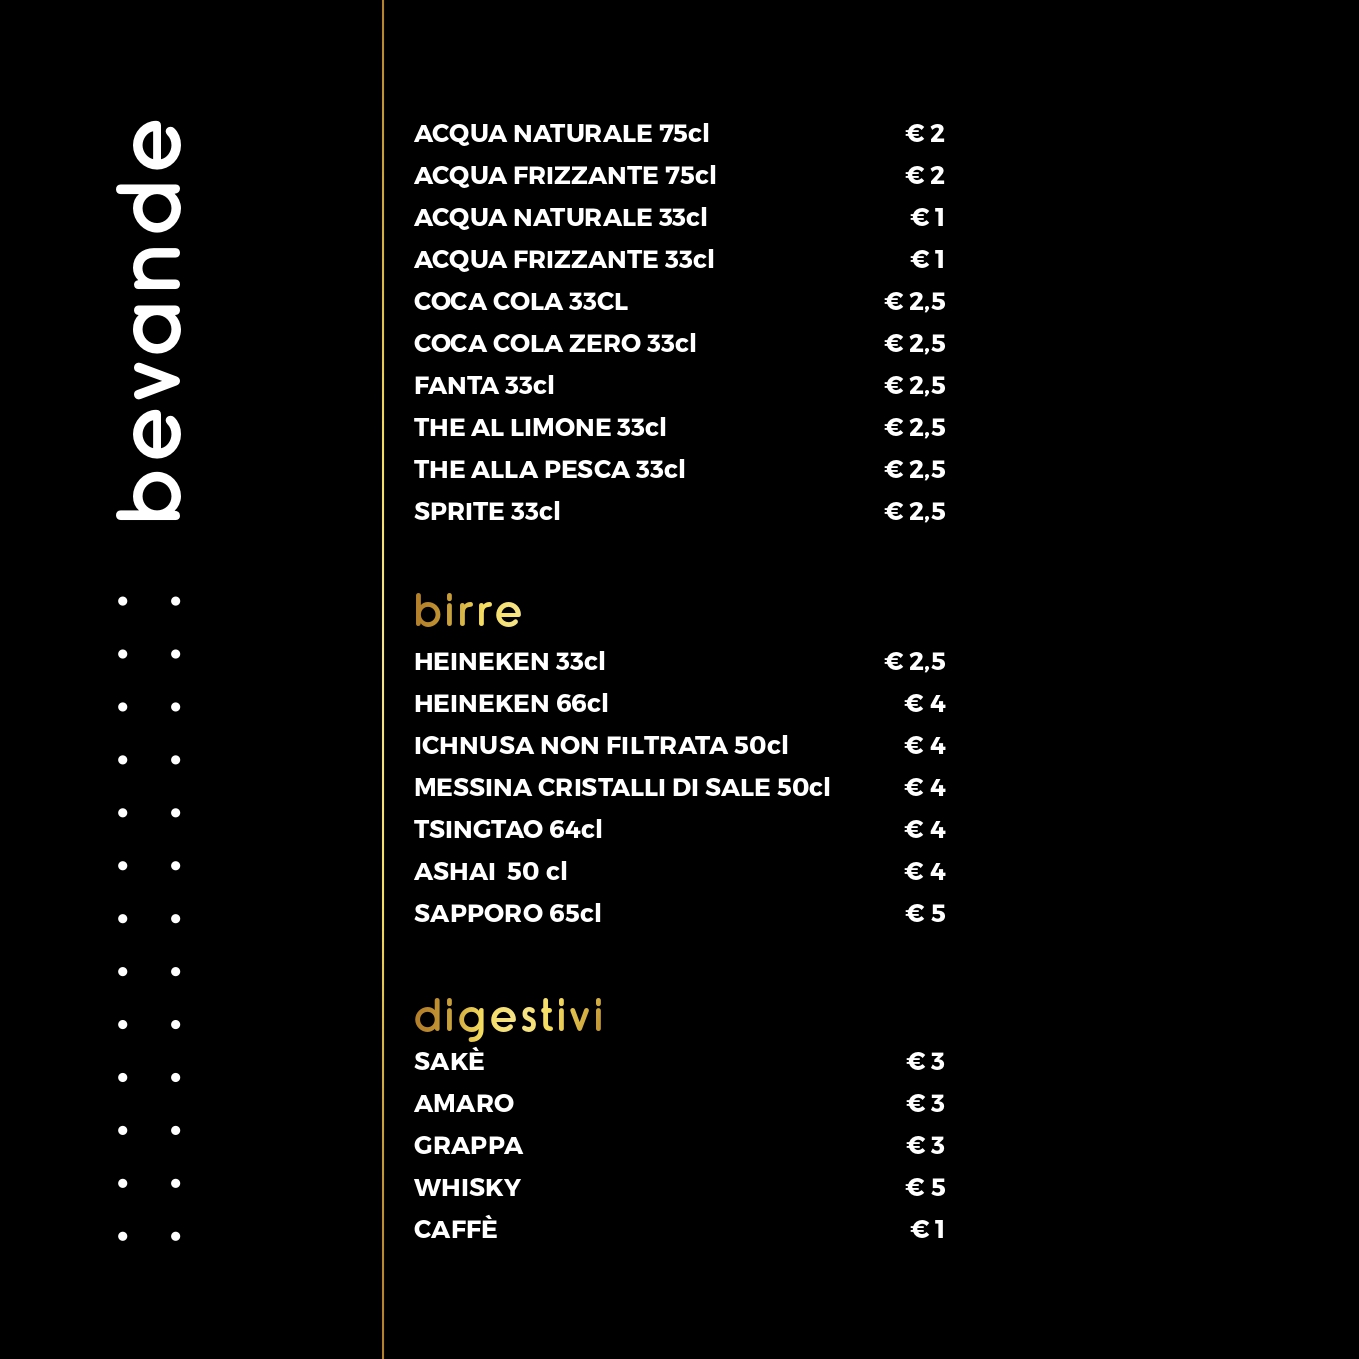 bevande
ACQUA NATURALE 75cl € 2
ACQUA FRIZZANTE 75cl € 2
ACQUA NATURALE 33cl € 1
ACQUA FRIZZANTE 33cl € 1
COCA COLA 33CL € 2,5
COCA COLA ZERO 33cl € 2,5
FANTA 33cl € 2,5
THE AL LIMONE 33cl € 2,5
THE ALLA PESCA 33cl € 2,5
SPRITE 33cl € 2,5
birre
HEINEKEN 33cl € 2,5
HEINEKEN 66cl € 4
ICHNUSA NON FILTRATA 50cl € 4
MESSINA CRISTALLI DI SALE 50cl € 4
TSINGTAO 64cl € 4
ASHAI 50 cl € 4
SAPPORO 65cl € 5
digestivi
SAKÈ € 3
AMARO € 3
GRAPPA € 3
WHISKY € 5
CAFFÈ € 1